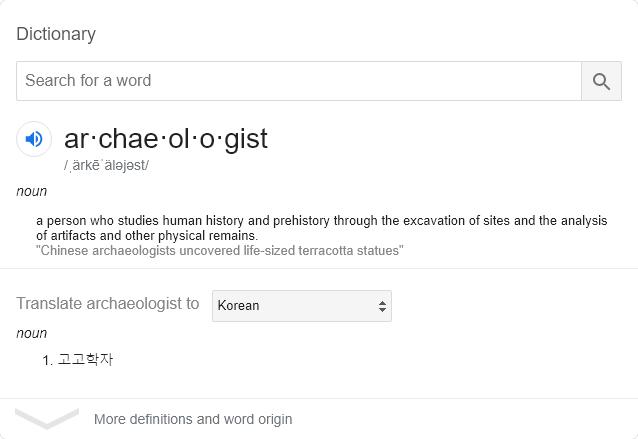 Dictionary
Search for a word
ar·chae·ol·o·gist
/ˌärkēˈäləjəst/
noun
a person who studies human history and prehistory through the excavation of sites and the analysis
of artifacts and other physical remains.
"Chinese archaeologists uncovered life-sized terracotta statues"
Translate archaeologist to Korean
noun
1. 고고학자
More definitions and word origin